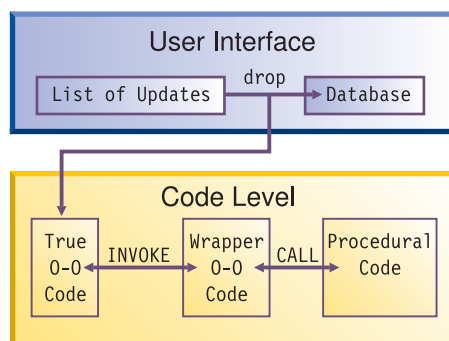 User Interface
drop
List of Updates
Database
Code Level
True
O-O
Code
INVOKE
Wrapper
O-O
Code
CALL
Procedural
Code